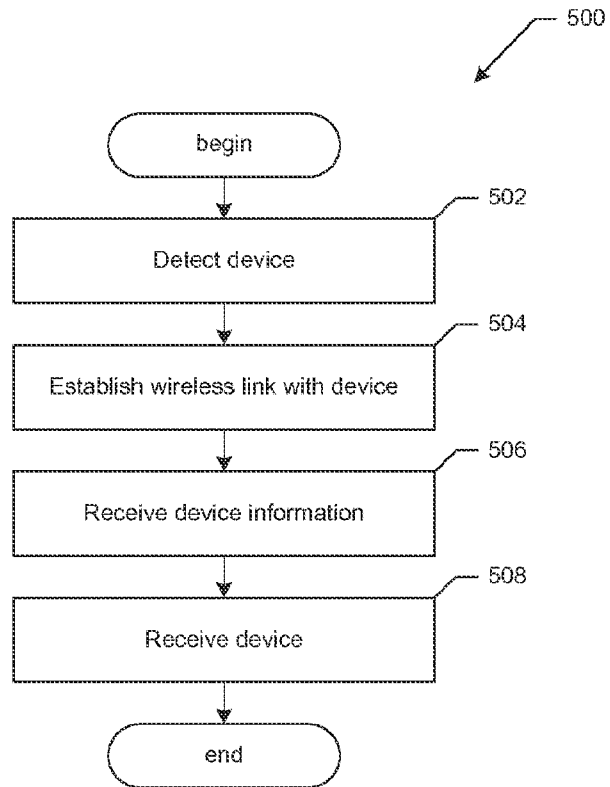 500
begin
502
Detect device
504
Establish wireless link with device
506
Receive device information
508
Receive device
end